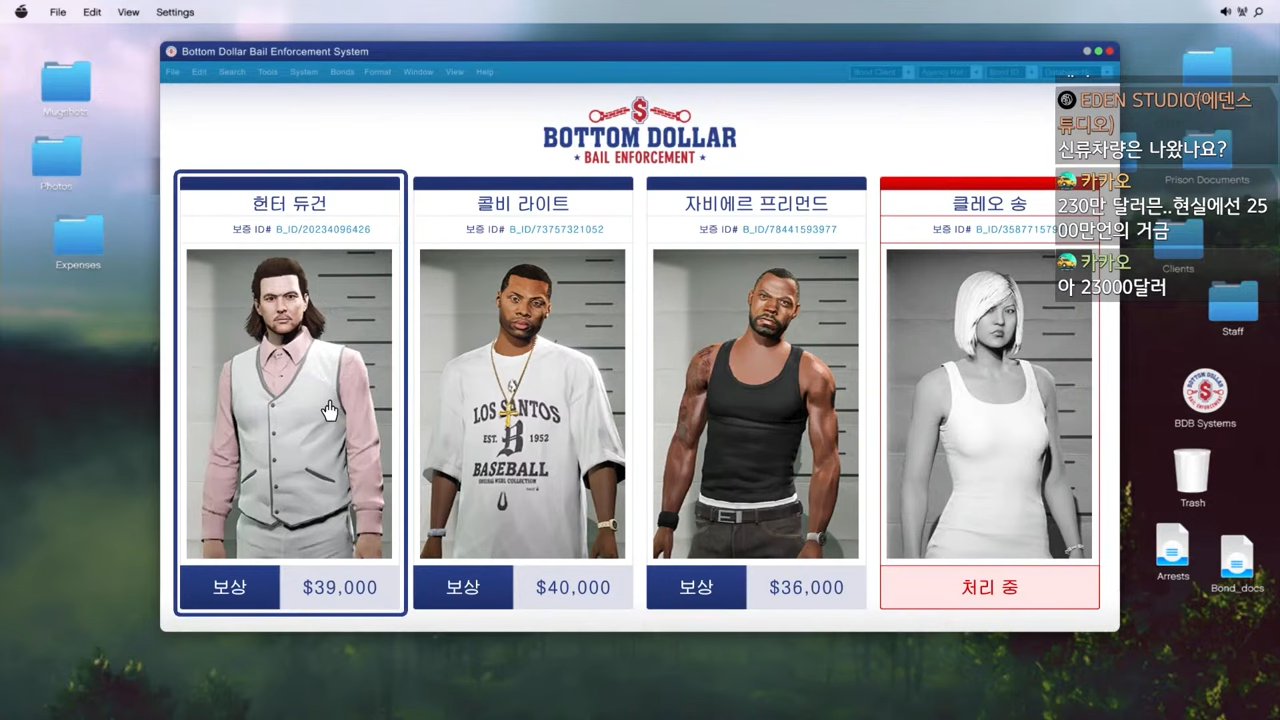 File Edit View Settings
Bottom Dollar Bail Enforcement System
File Edit Search Tools System Bonds Format Window View Help
BOTTOM DOLLAR
BAIL ENFORCEMENT
헌터 듀건
보증 ID# B_ID/20234096426
보상 $39,000
콜비 라이트
보증 ID# B_ID/73757321052
LOS SANTOS
EST. B 1952
BASEBALL
보상 $40,000
자비에르 프리먼드
보증 ID# B_ID/78441593977
보상 $36,000
클레오 송
보증 ID# B_ID/358771579
처리 중
Mugshots
Photos
Expenses
EDEN STUDIO(에덴스
튜디오)
신류차량은 나왔나요?
카카오
230만 달러믄..현실에선 25
00만언의 거금
카카오
아 23000달러
Prison Documents
Clients
Staff
BDB Systems
Trash
Arrests
Bond_docs